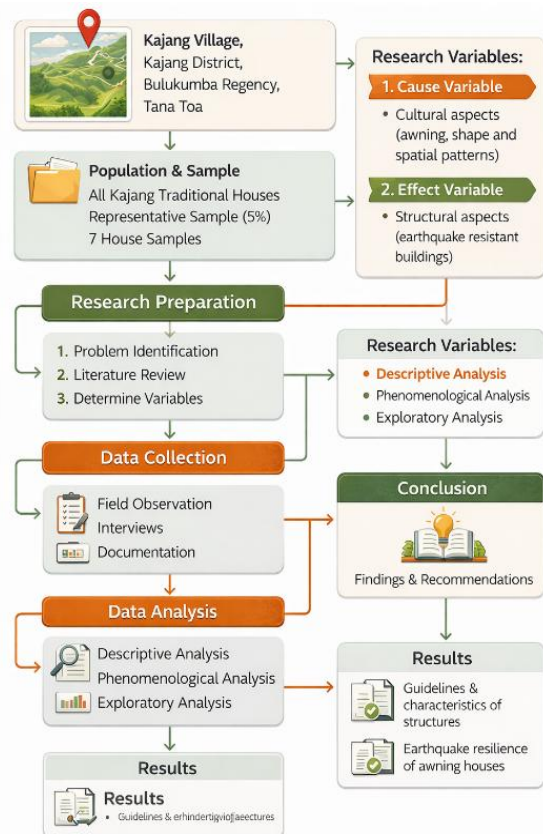 Kajang Village,
Kajang District,
Bulukumba Regency,
Tana Toa
Population & Sample
All Kajang Traditional Houses
Representative Sample (5%)
7 House Samples
Research Variables:
1. Cause Variable
• Cultural aspects
(awning, shape and
spatial patterns)
2. Effect Variable
• Structural aspects
(earthquake resistant
buildings)
Research Preparation
1. Problem Identification
2. Literature Review
3. Determine Variables
Data Collection
Field Observation
Interviews
Documentation
Data Analysis
Descriptive Analysis
Phenomenological Analysis
Exploratory Analysis
Results
Results
• Guidelines &
Research Variables:
• Descriptive Analysis
• Phenomenological Analysis
• Exploratory Analysis
Conclusion
Findings & Recommendations
Results
Guidelines &
characteristics of
structures
Earthquake resilience
of awning houses